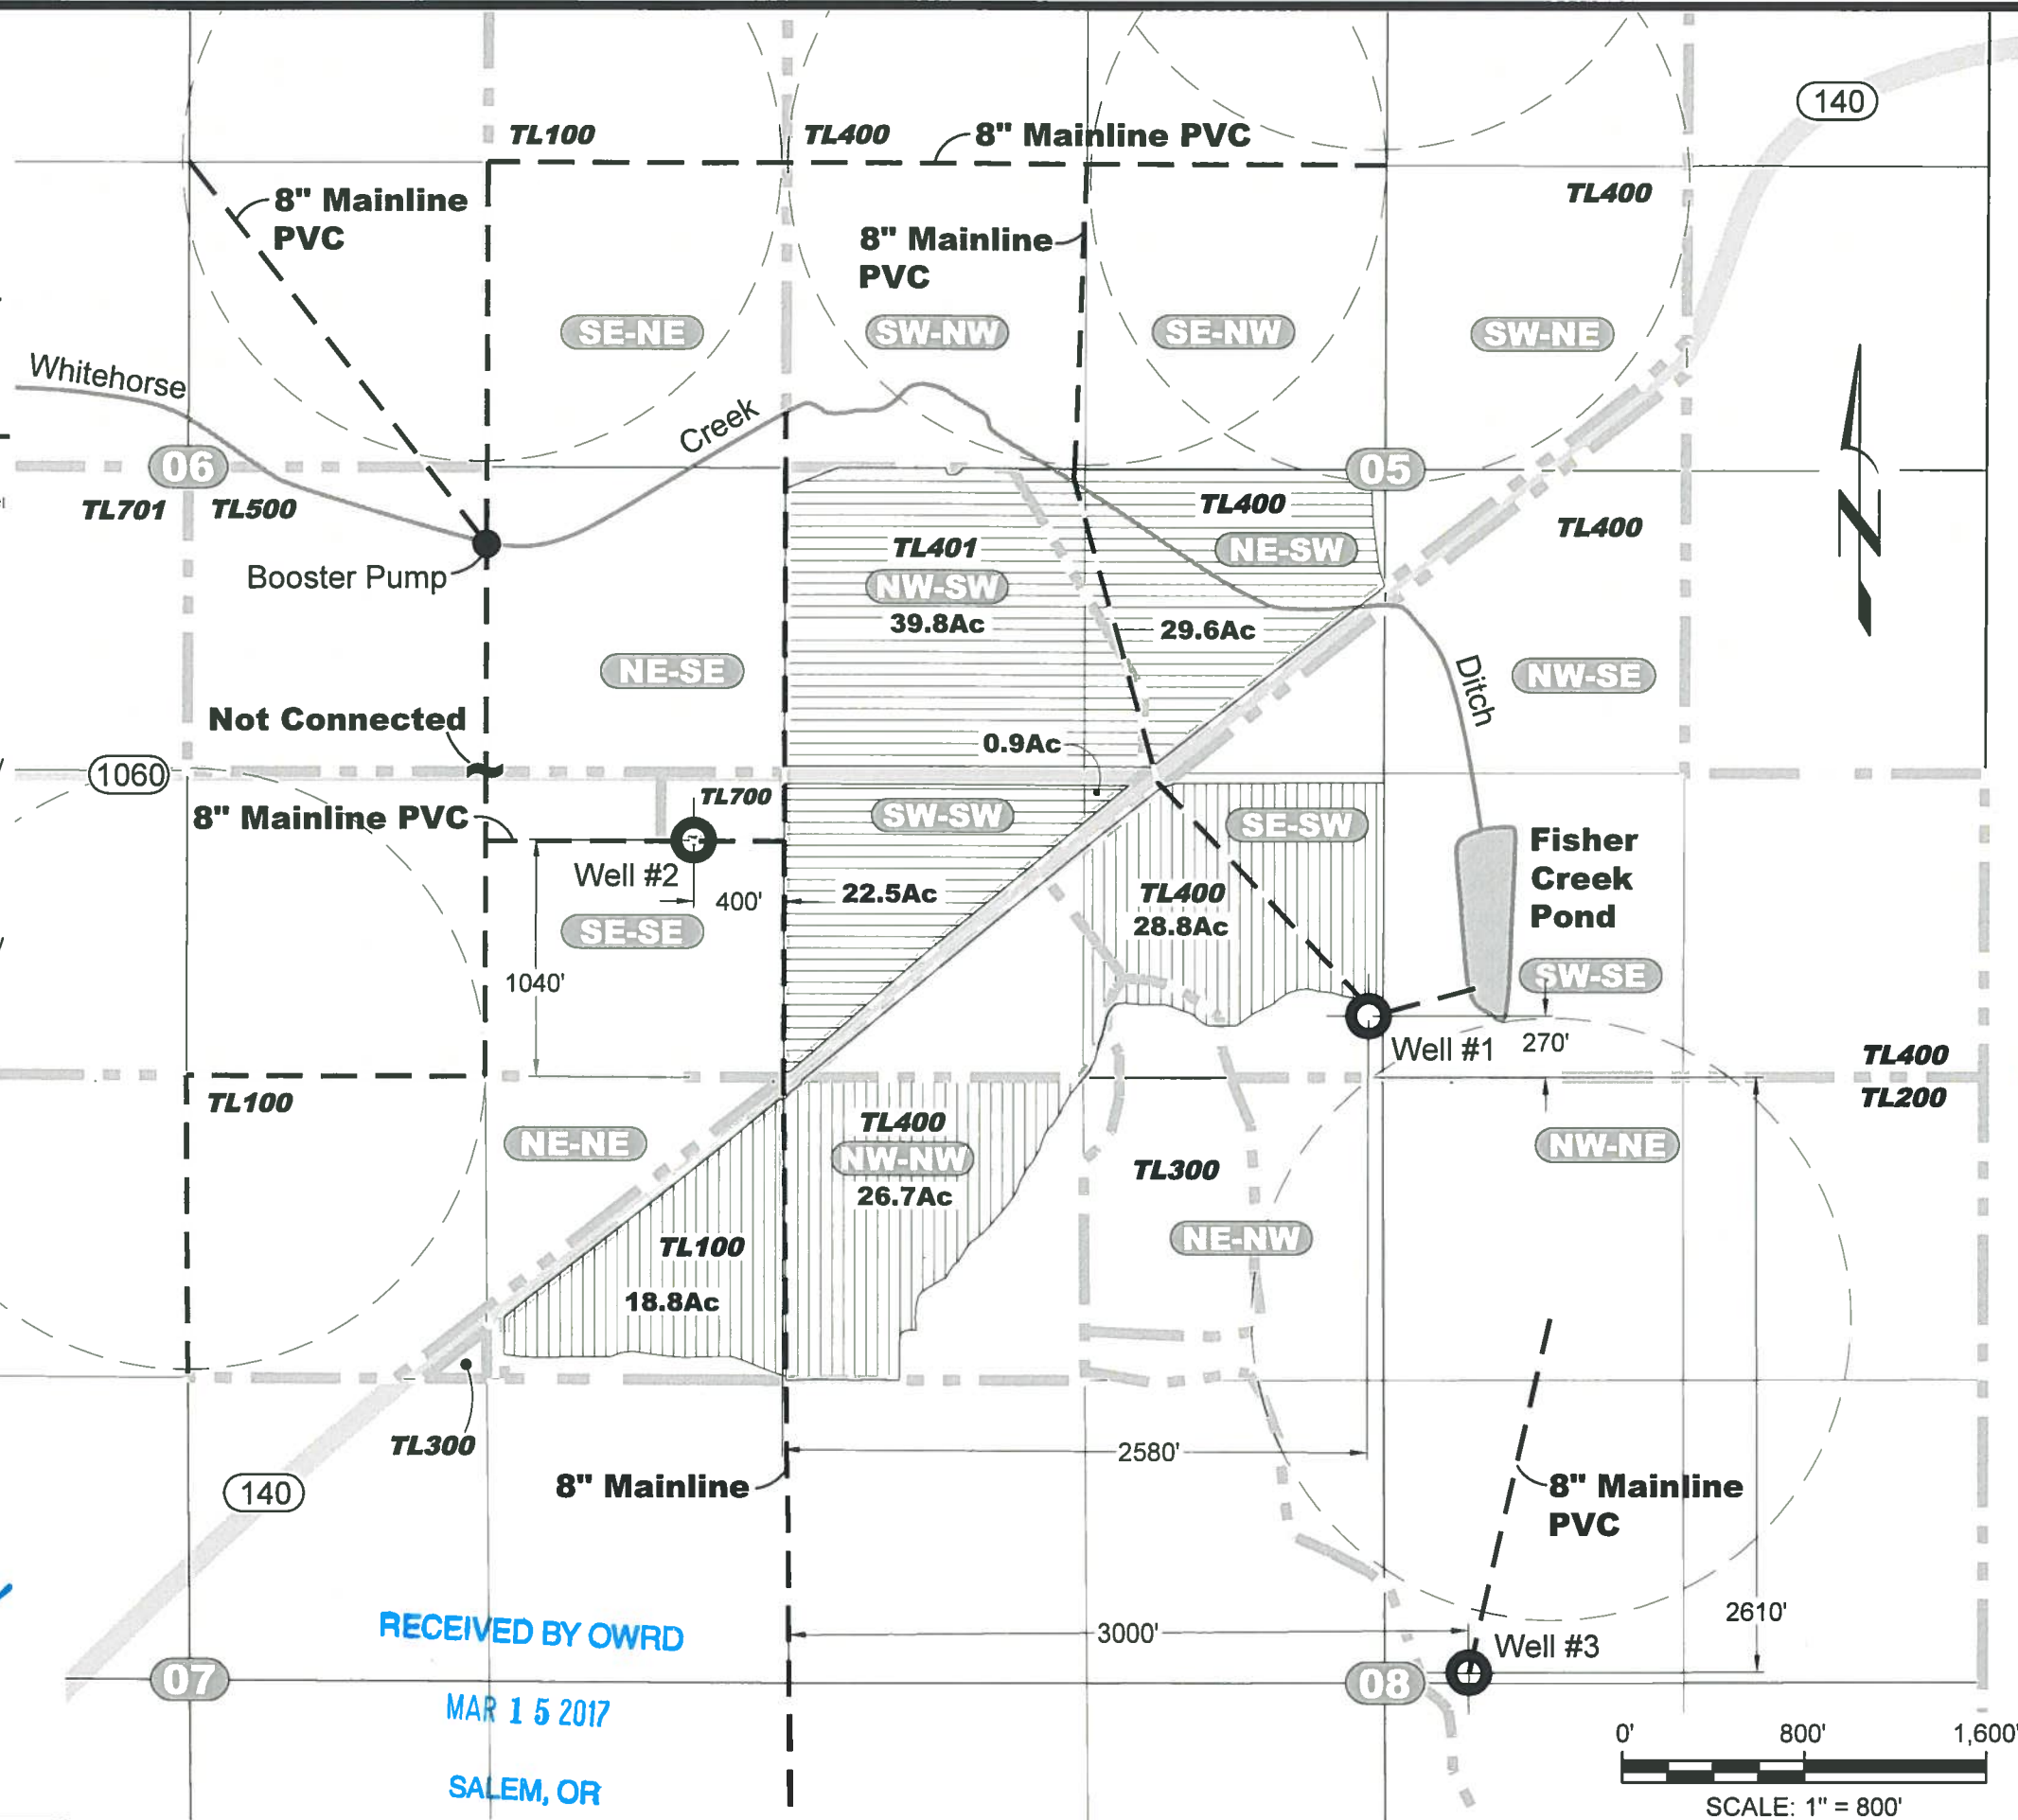 140
TL100
TL400
8" Mainline PVC
TL400
8" Mainline
PVC
8" Mainline
PVC
SE-NE
SW-NW
SE-NW
SW-NE
Whitehorse
Creek
06
05
TL701
TL500
TL400
TL400
TL401
NE-SW
NW-SW
39.8Ac
29.6Ac
Booster Pump
NE-SE
NW-SE
Ditch
Not Connected
0.9Ac
1060
TL700
8" Mainline PVC
SW-SW
SE-SW
Fisher
Creek
Pond
Well #2
400'
22.5Ac
TL400
28.8Ac
SE-SE
SW-SE
1040'
Well #1
270'
TL400
TL200
TL100
NE-NE
TL400
NW-NW
26.7Ac
TL300
NW-NE
NE-NW
TL100
18.8Ac
TL300
2580'
140
8" Mainline
8" Mainline
PVC
2610'
RECEIVED BY OWRD
3000'
Well #3
07
08
MAR 15 2017
SALEM, OR
N
0'
800'
1,600'
SCALE: 1" = 800'